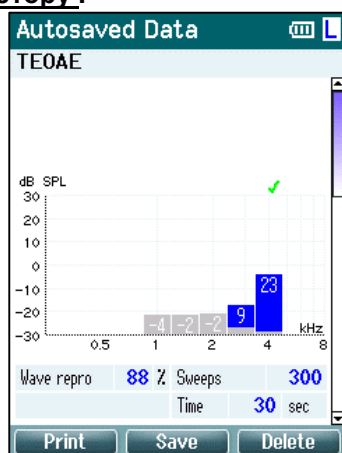 Autosaved Data L
TEOAE
dB SPL
30
20
10
0
-10
-20
-30
-4 -2 -2 9 23
kHz
0.5 1 2 4 8
Wave repro 88 % Sweeps 300
Time 30 sec
Print Save Delete